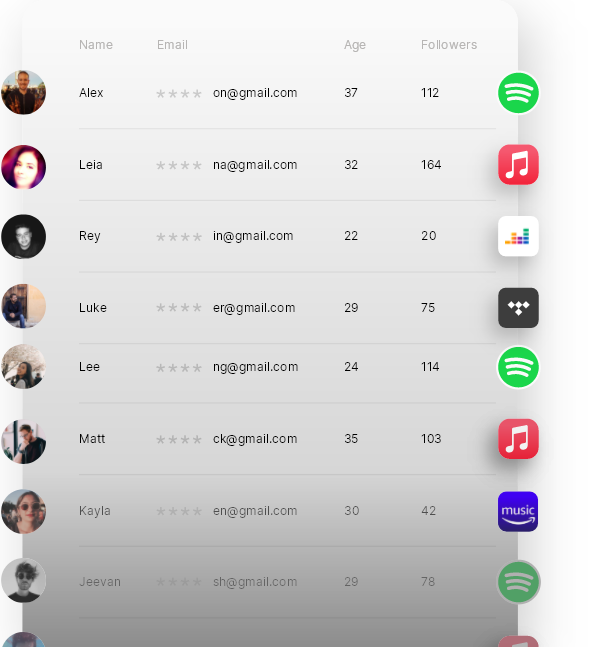 Name Email Age Followers
Alex **** on@gmail.com 37 112
Leia **** na@gmail.com 32 164
Rey **** in@gmail.com 22 20
Luke **** er@gmail.com 29 75
Lee **** ng@gmail.com 24 114
Matt **** ck@gmail.com 35 103
Kayla **** en@gmail.com 30 42
music
Jeevan **** sh@gmail.com 29 78